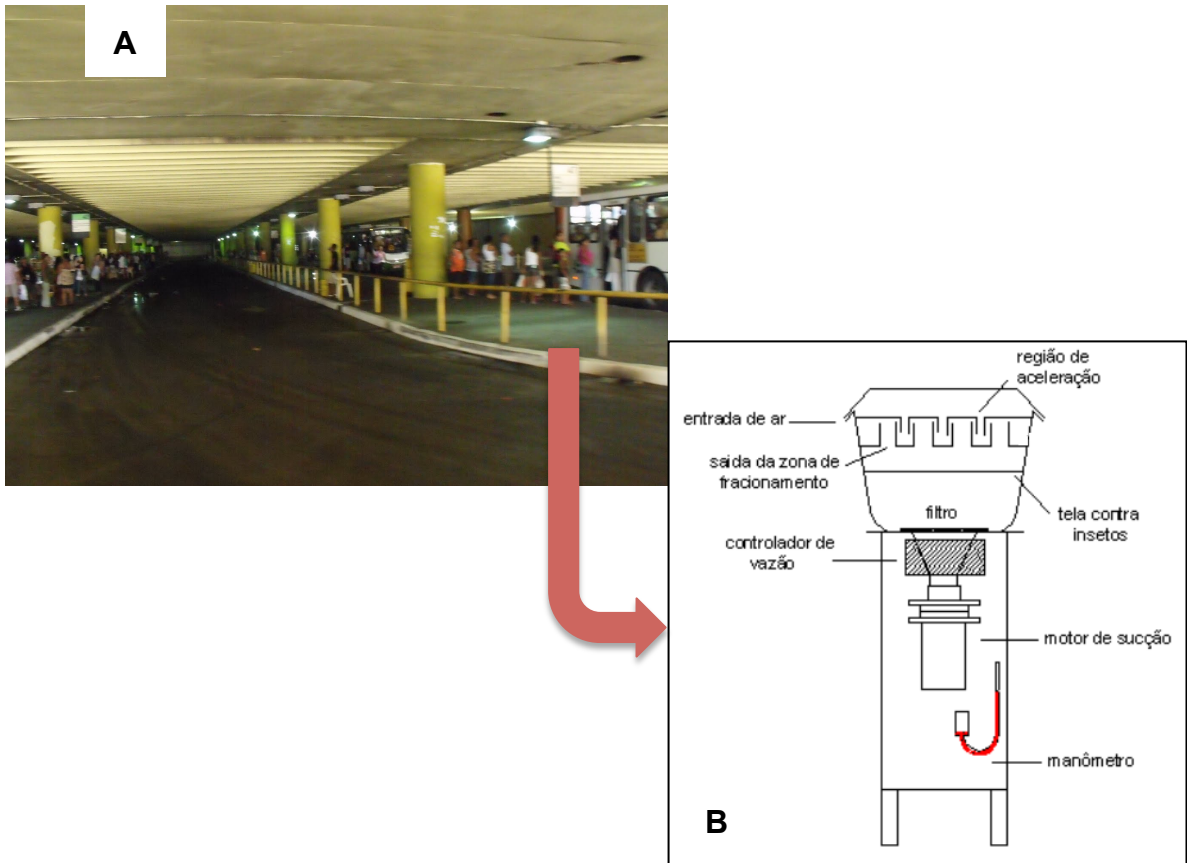 A
região de
aceleração
entrada de ar
saída da zona de
fracionamento
filtro
tela contra
insetos
controlador de
vazão
motor de sucção
manômetro
B